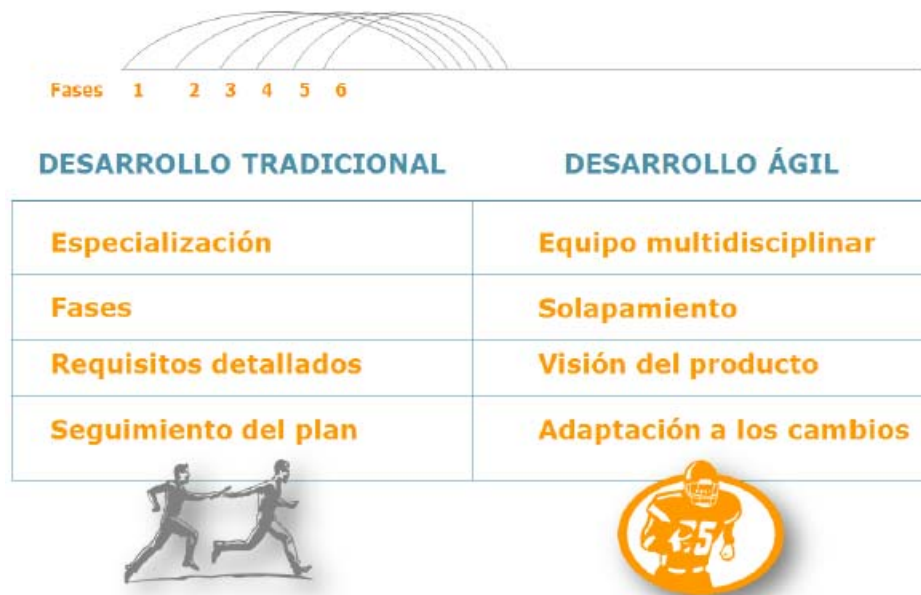 Fases 1 2 3 4 5 6
DESARROLLO TRADICIONAL DESARROLLO ÁGIL
Especialización Equipo multidisciplinar
Fases Solapamiento
Requisitos detallados Visión del producto
Seguimiento del plan Adaptación a los cambios
75